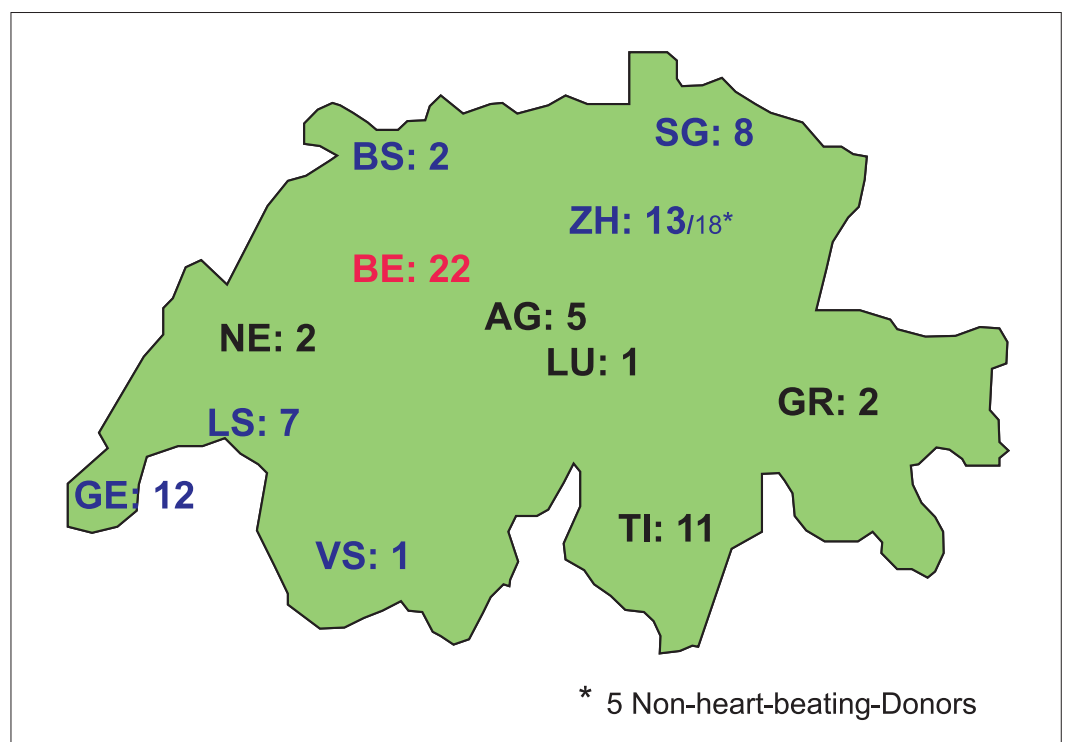 SG: 8
BS: 2
ZH: 13/18*
BE: 22
AG: 5
NE: 2
LU: 1
GR: 2
LS: 7
GE: 12
TI: 11
VS: 1
* 5 Non-heart-beating-Donors